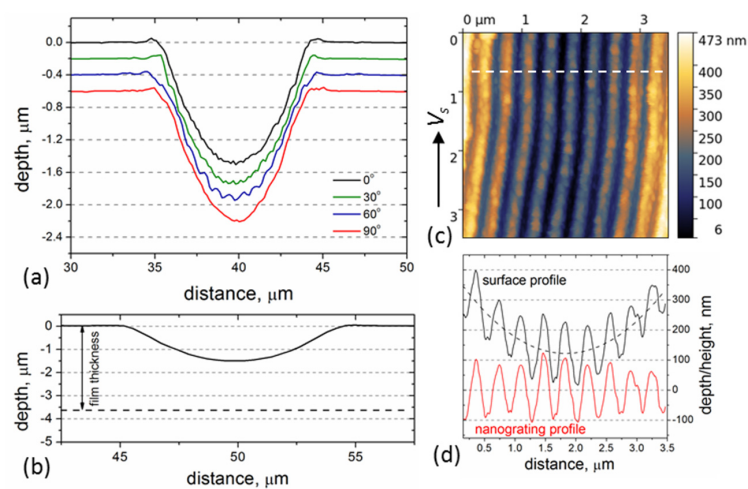 0.0
-0.4
-0.8
-1.2
-1.6
-2.0
-2.4
depth, μm
0°
30°
60°
90°
30 35 40 45 50
distance, μm
(a)
1
0
-1
-2
-3
-4
-5
depth, μm
film thickness
45 50 55
distance, μm
(b)
0 μm 1 2 3
0
1
2
3
Vs
473 nm
400
350
300
250
200
150
100
6
(c)
surface profile
nanograting profile
400
300
200
100
0
-100
depth/height, nm
0.5 1.0 1.5 2.0 2.5 3.0 3.5
distance, μm
(d)